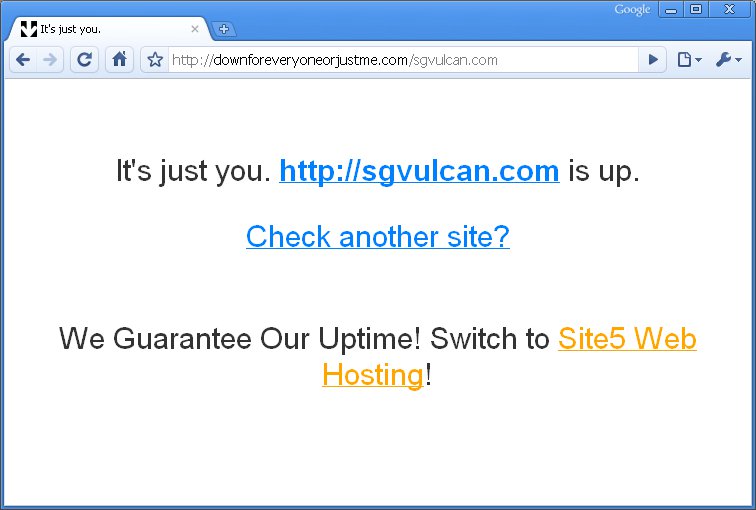 Google
It's just you.
http://downforeveryoneorjustme.com/sgvulcan.com
It's just you. http://sgvulcan.com is up.
Check another site?
We Guarantee Our Uptime! Switch to Site5 Web
Hosting!